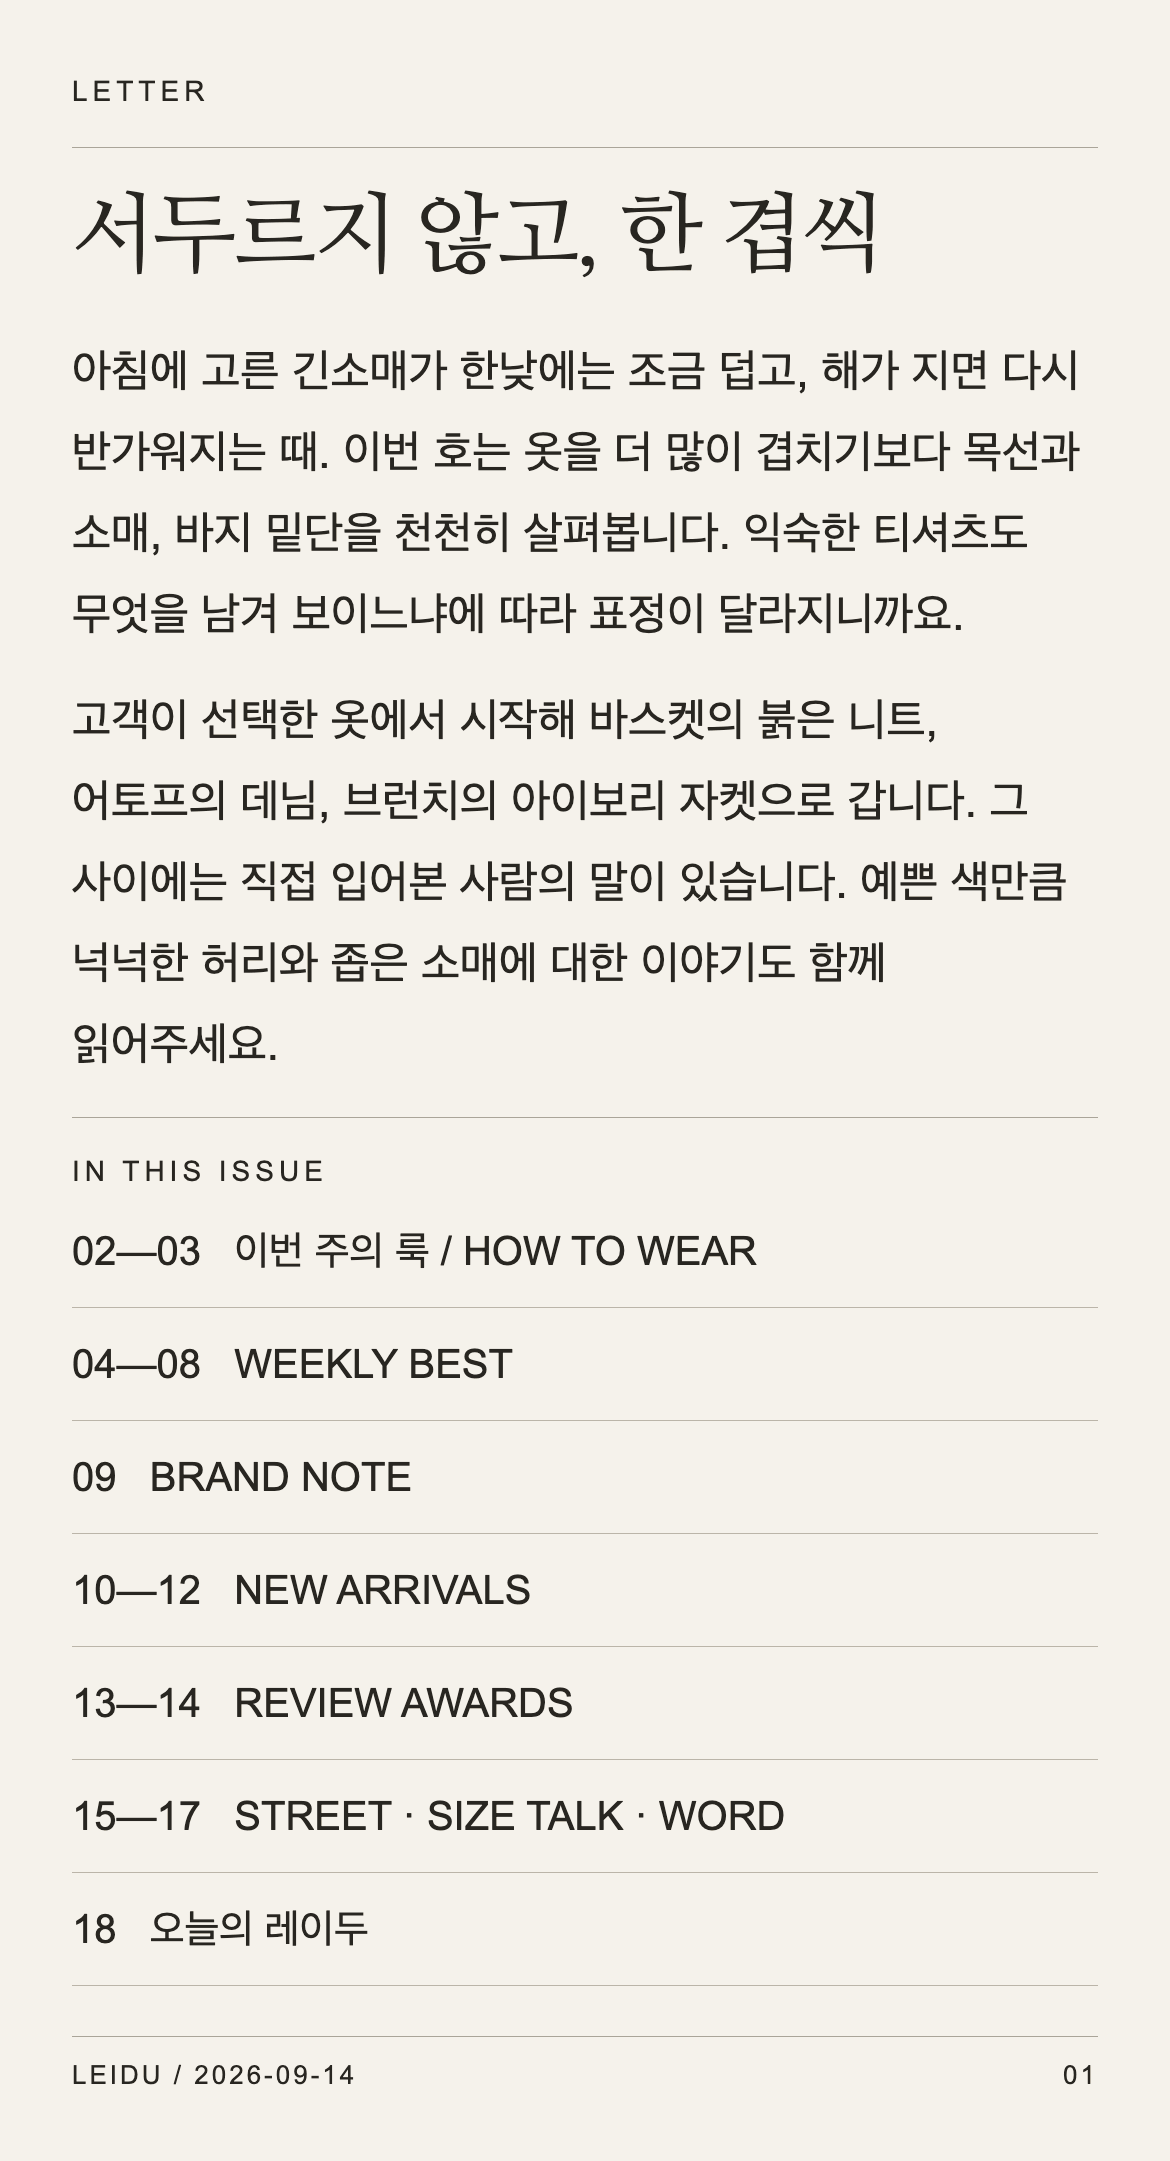 LETTER
서두르지 않고, 한 겹씩
아침에 고른 긴소매가 한낮에는 조금 덥고, 해가 지면 다시
반가워지는 때. 이번 호는 옷을 더 많이 겹치기보다 목선과
소매, 바지 밑단을 천천히 살펴봅니다. 익숙한 티셔츠도
무엇을 남겨 보이느냐에 따라 표정이 달라지니까요.
고객이 선택한 옷에서 시작해 바스켓의 붉은 니트,
어토프의 데님, 브런치의 아이보리 자켓으로 갑니다. 그
사이에는 직접 입어본 사람의 말이 있습니다. 예쁜 색만큼
넉넉한 허리와 좁은 소매에 대한 이야기도 함께
읽어주세요.
IN THIS ISSUE
02—03 이번 주의 룩 / HOW TO WEAR
04—08 WEEKLY BEST
09 BRAND NOTE
10—12 NEW ARRIVALS
13—14 REVIEW AWARDS
15—17 STREET · SIZE TALK · WORD
18 오늘의 레이두
LEIDU / 2026-09-14 01